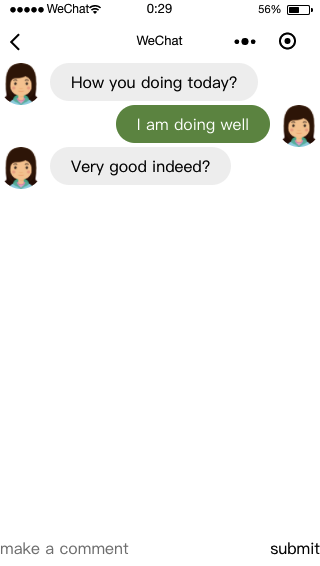 WeChat
0:29
56%
WeChat
How you doing today?
I am doing well
Very good indeed?
make a comment
submit